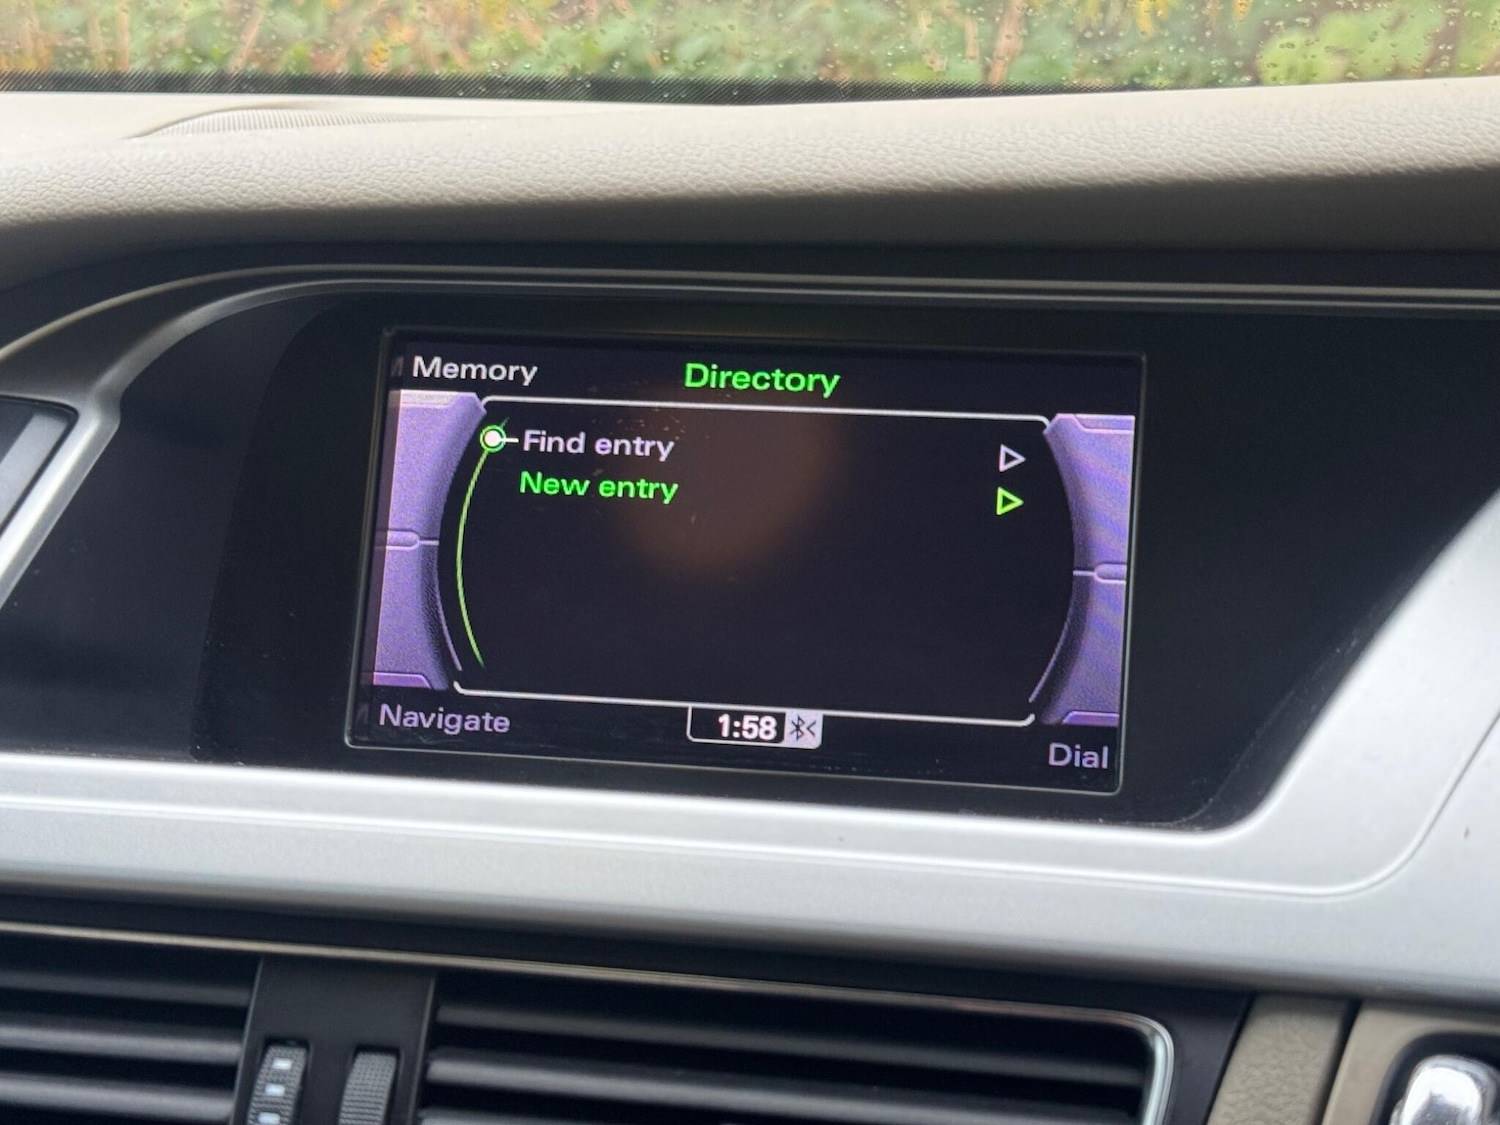 Memory
Directory
Find entry
New entry
Navigate
1:58
Dial